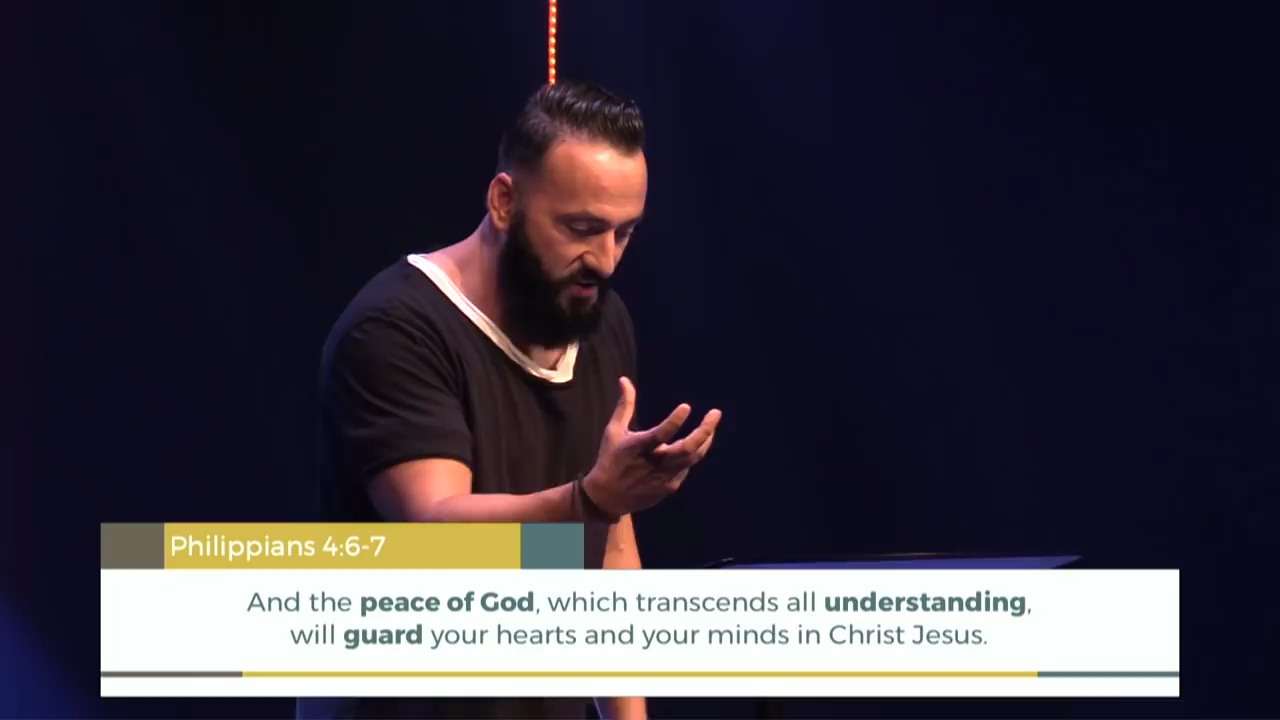 Philippians 4:6-7
And the peace of God, which transcends all understanding,
will guard your hearts and your minds in Christ Jesus.